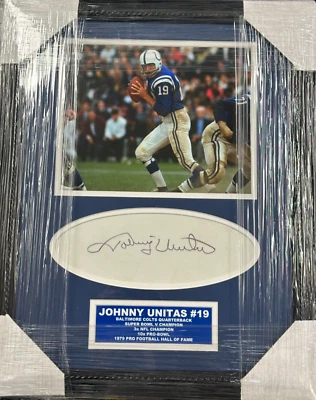 19
Johnny Unitas
JOHNNY UNITAS #19
BALTIMORE COLTS QUARTERBACK
SUPER BOWL V CHAMPION
3x NFL CHAMPION
10x PRO-BOWL
1979 PRO FOOTBALL HALL OF FAME